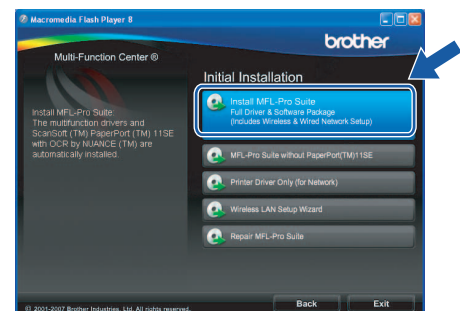 Macromedia Flash Player 8
brother
Multi-Function Center ®
Initial Installation
Install MFL-Pro Suite
Full Driver & Software Package
(Includes Wireless & Wired Network Setup)
Install MFL-Pro Suite
The multifunction drivers and
ScanSoft (TM) PaperPort (TM) 11SE
with OCR by NUANCE (TM) are
automatically installed.
MFL-Pro Suite without PaperPort(TM)11SE
Printer Driver Only (for Network)
Wireless LAN Setup Wizard
Repair MFL-Pro Suite
Back
Exit
(C) 2001-2007 Brother Industries, Ltd. All rights reserved.